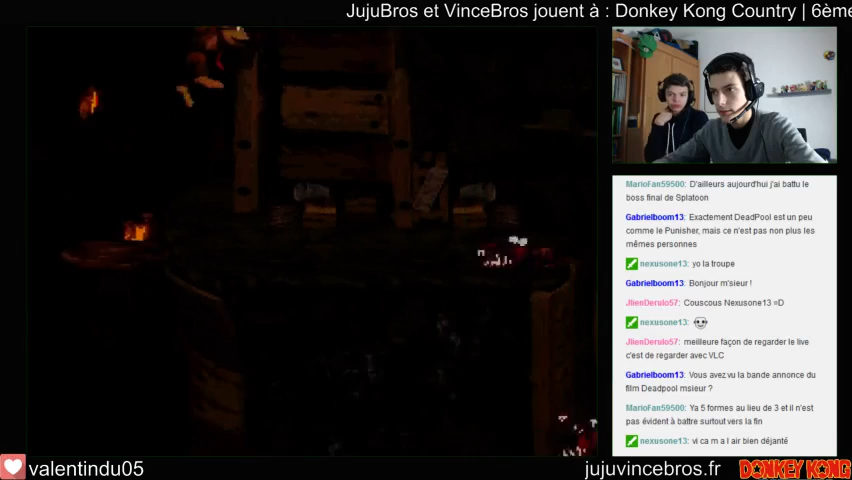 JujuBros et VinceBros jouent à : Donkey Kong Country | 6ème
MarioFan59500: D'ailleurs aujourd'hui j'ai battu le
boss final de Splatoon
Gabrielboom13: Exactement DeadPool est un peu
comme le Punisher, mais ce n'est pas non plus les
mêmes personnes
nexusone13: yo la troupe
Gabrielboom13: Bonjour m'sieur !
JlienDerulo57: Couscous Nexusone13 =D
nexusone13:
JlienDerulo57: meilleure façon de regarder le live
c'est de regarder avec VLC
Gabrielboom13: Vous avez vu la bande annonce du
film Deadpool msieur ?
MarioFan59500: Ya 5 formes au lieu de 3 et il n'est
pas évident à battre surtout vers la fin
nexusone13: vi ca m a l air bien déjanté
valentindu05
jujuvincebros.fr
DONKEY KONG